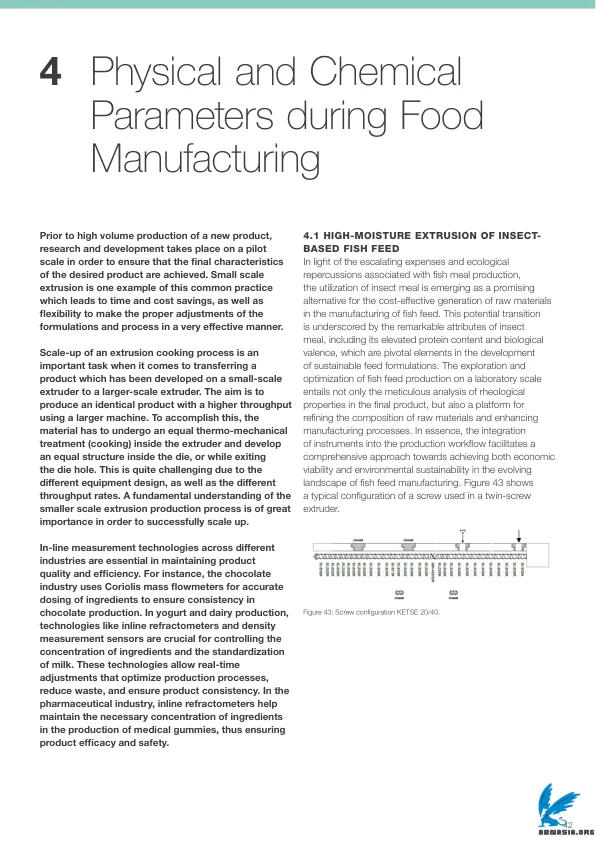 4 Physical and Chemical
Parameters during Food
Manufacturing
Prior to high volume production of a new product,
research and development takes place on a pilot
scale in order to ensure that the final characteristics
of the desired product are achieved. Small scale
extrusion is one example of this common practice
which leads to time and cost savings, as well as
flexibility to make the proper adjustments of the
formulations and process in a very effective manner.
Scale-up of an extrusion cooking process is an
important task when it comes to transferring a
product which has been developed on a small-scale
extruder to a larger-scale extruder. The aim is to
produce an identical product with a higher throughput
using a larger machine. To accomplish this, the
material has to undergo an equal thermo-mechanical
treatment (cooking) inside the extruder and develop
an equal structure inside the die, or while exiting
the die hole. This is quite challenging due to the
different equipment design, as well as the different
throughput rates. A fundamental understanding of the
smaller scale extrusion production process is of great
importance in order to successfully scale up.
In-line measurement technologies across different
industries are essential in maintaining product
quality and efficiency. For instance, the chocolate
industry uses Coriolis mass flowmeters for accurate
dosing of ingredients to ensure consistency in
chocolate production. In yogurt and dairy production,
technologies like inline refractometers and density
measurement sensors are crucial for controlling the
concentration of ingredients and the standardization
of milk. These technologies allow real-time
adjustments that optimize production processes,
reduce waste, and ensure product consistency. In the
pharmaceutical industry, inline refractometers help
maintain the necessary concentration of ingredients
in the production of medical gummies, thus ensuring
product efficacy and safety.
4.1 HIGH-MOISTURE EXTRUSION OF INSECT-
BASED FISH FEED
In light of the escalating expenses and ecological
repercussions associated with fish meal production,
the utilization of insect meal is emerging as a promising
alternative for the cost-effective generation of raw materials
in the manufacturing of fish feed. This potential transition
is underscored by the remarkable attributes of insect
meal, including its elevated protein content and biological
valence, which are pivotal elements in the development
of sustainable feed formulations. The exploration and
optimization of fish feed production on a laboratory scale
entails not only the meticulous analysis of rheological
properties in the final product, but also a platform for
refining the composition of raw materials and enhancing
manufacturing processes. In essence, the integration
of instruments into the production workflow facilitates a
comprehensive approach towards achieving both economic
viability and environmental sustainability in the evolving
landscape of fish feed manufacturing. Figure 43 shows
a typical configuration of a screw used in a twin-screw
extruder.
closed closed
closed closed
Figure 43: Screw configuration KETSE 20/40.
42
ABNASIA.ORG